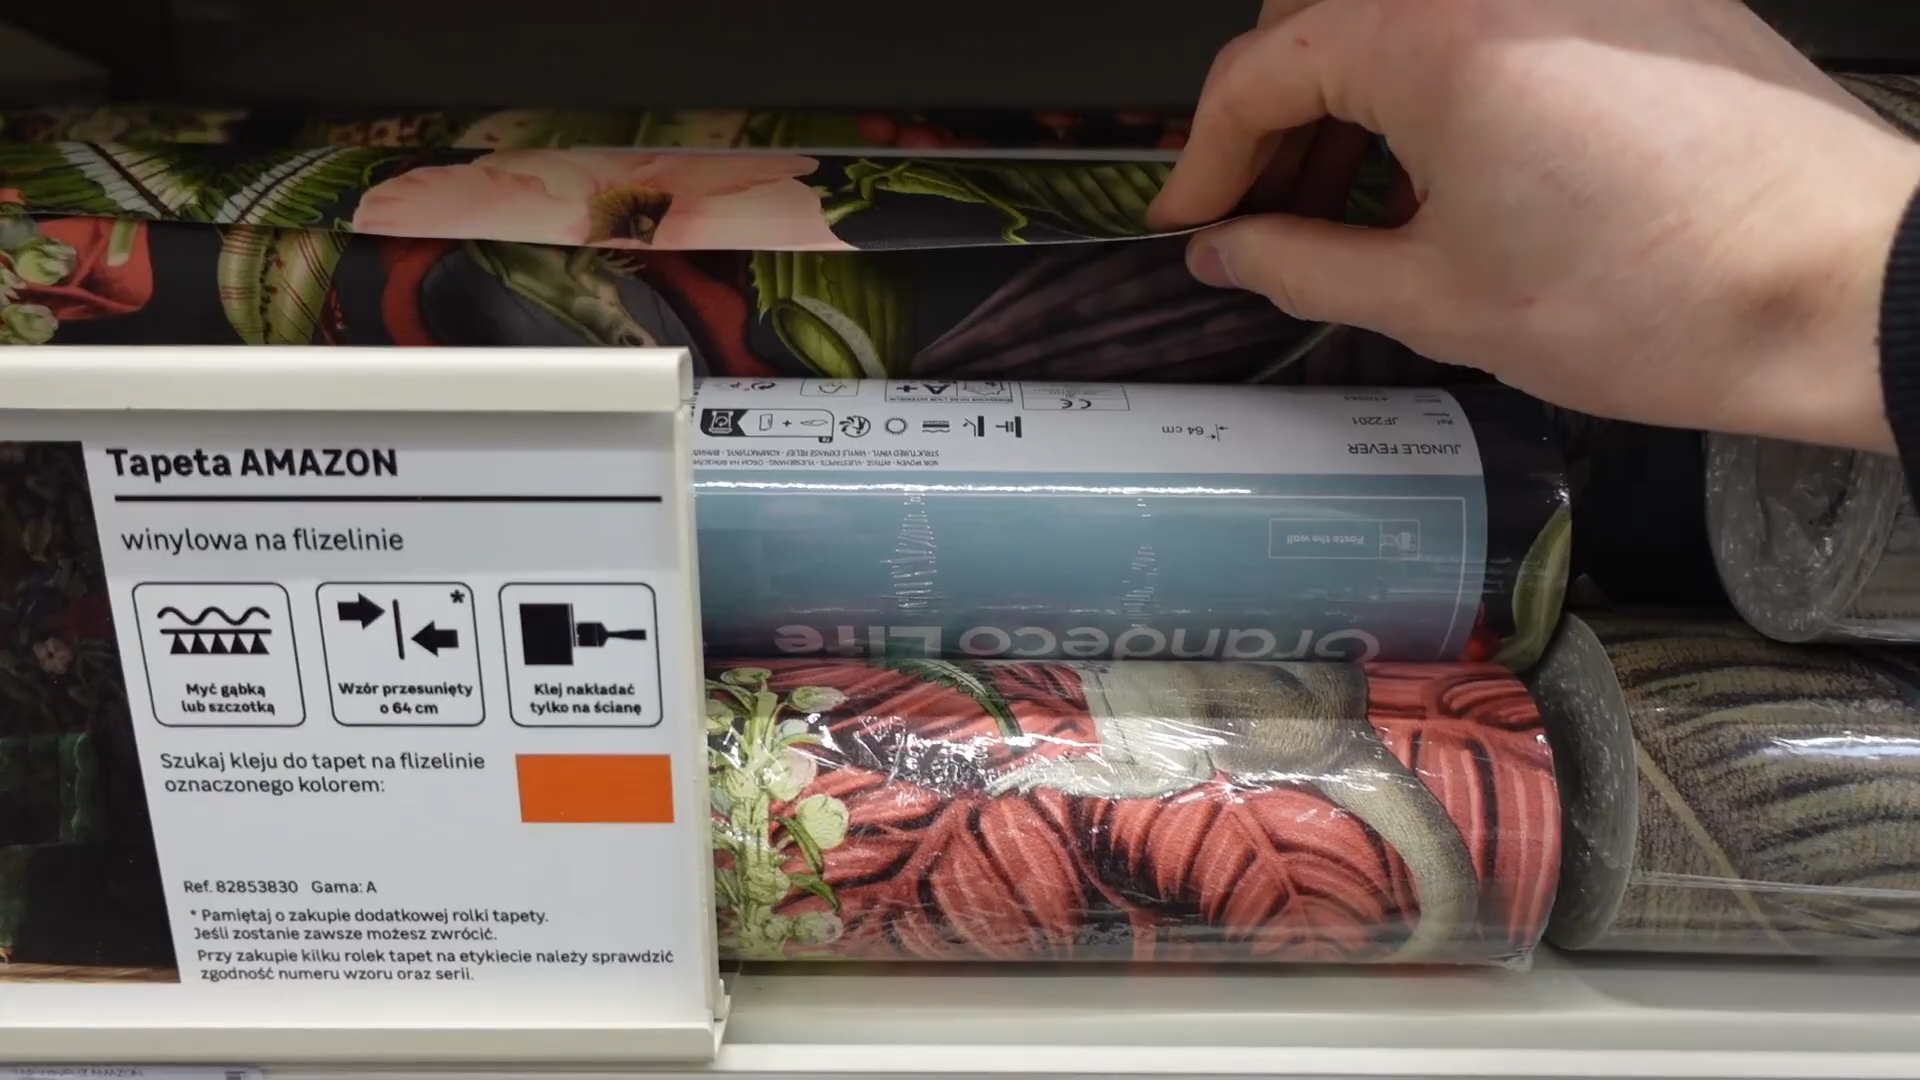 Tapeta AMAZON
winylowa na flizelinie
Myć gąbką
lub szczotką
*
Wzór przesunięty
o 64 cm
Klej nakładać
tylko na ścianę
Szukaj kleju do tapet na flizelinie
oznaczonego kolorem:
Ref. 82853830 Gama: A
* Pamiętaj o zakupie dodatkowej rolki tapety.
Jeśli zostanie zawsze możesz zwrócić.
Przy zakupie kilku rolek tapet na etykiecie należy sprawdzić
zgodność numeru wzoru oraz serii.
JUNGLE FEVER
JF2201
64 cm
CE
A+
Paste the wall
Grandeco Life